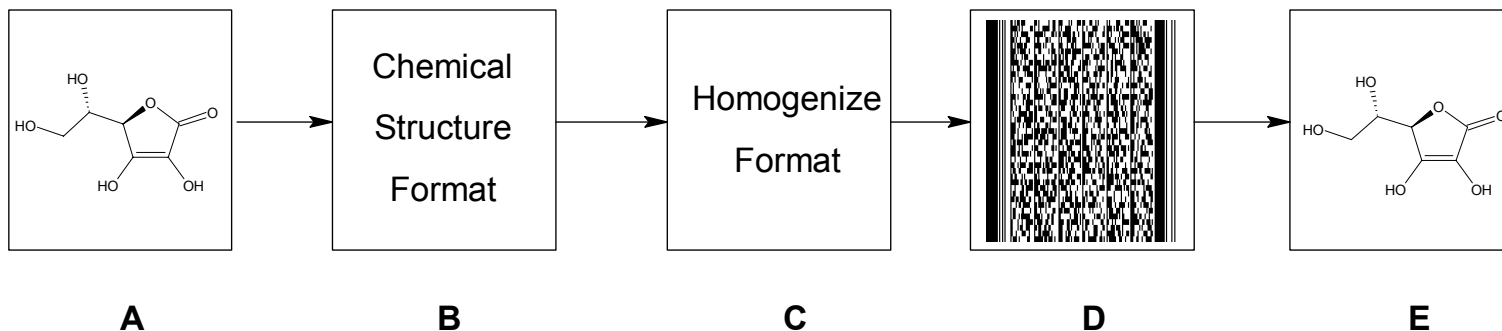 HO
HO
O
O
HO
OH
Chemical
Structure
Format
Homogenize
Format
HO
HO
O
O
HO
OH
A
B
C
D
E